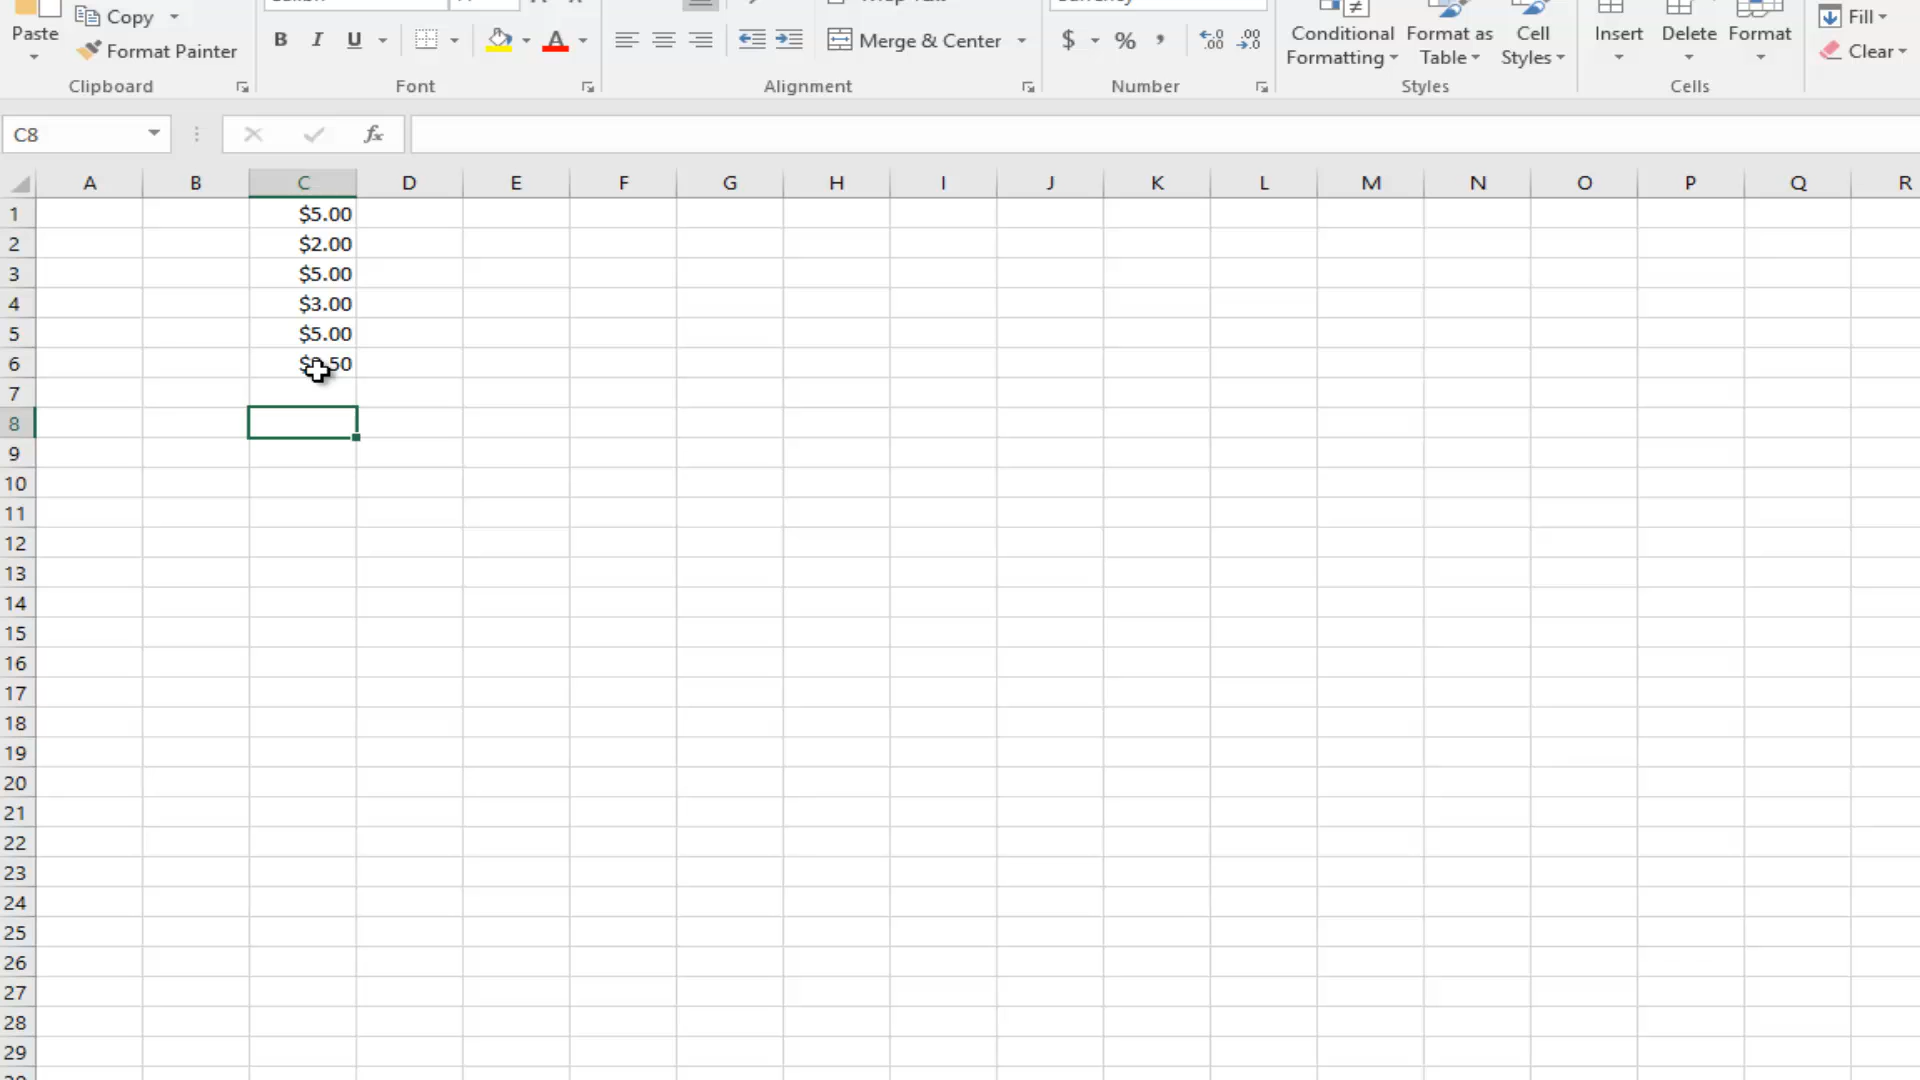 Copy
Paste
Format Painter
Clipboard
B I U A
Font
Merge & Center
Alignment
$ % , .00 .00
Number
Conditional Formatting
Format as Table
Cell Styles
Styles
Insert Delete Format
Cells
Fill
Clear
C8 fx
A B C D E F G H I J K L M N O P Q R
1 $5.00
2 $2.00
3 $5.00
4 $3.00
5 $5.00
6
7
8
9
10
11
12
13
14
15
16
17
18
19
20
21
22
23
24
25
26
27
28
29